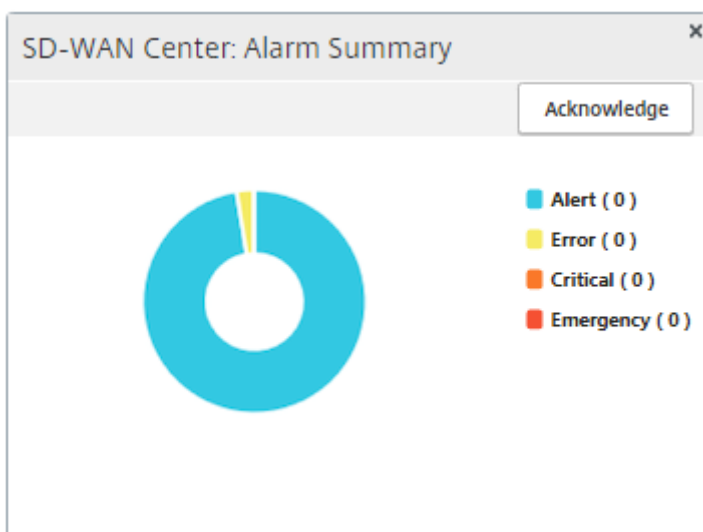 SD-WAN Center: Alarm Summary
×
Acknowledge
Alert ( 0 )
Error ( 0 )
Critical ( 0 )
Emergency ( 0 )